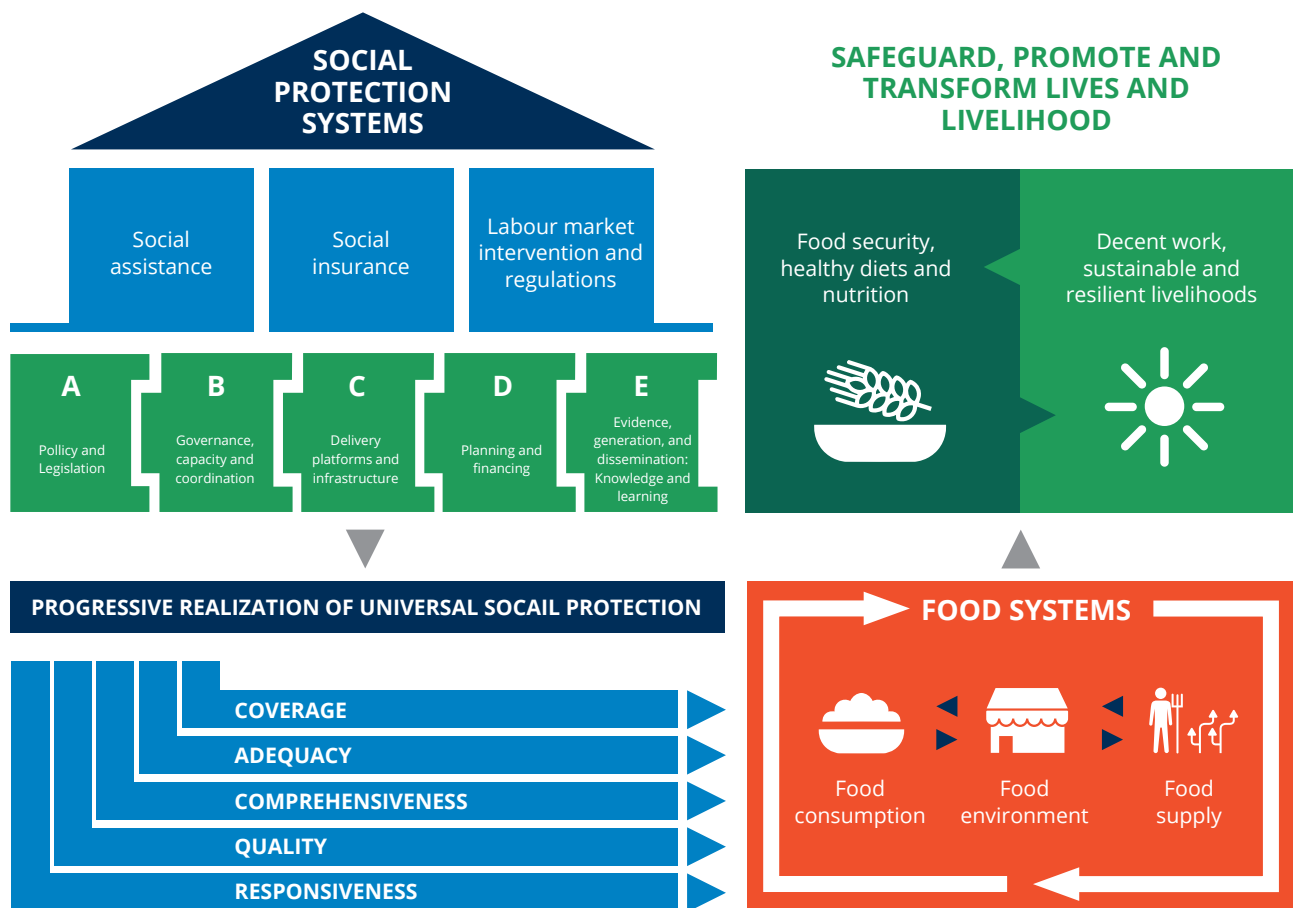 SOCIAL
PROTECTION
SYSTEMS
Social
assistance
Social
insurance
Labour market
intervention and
regulations
A
Pollicy and
Legislation
B
Governance,
capacity and
coordination
C
Delivery
platforms and
infrastructure
D
Planning and
financing
E
Evidence,
generation, and
dissemination:
Knowledge and
learning
PROGRESSIVE REALIZATION OF UNIVERSAL SOCAIL PROTECTION
COVERAGE
ADEQUACY
COMPREHENSIVENESS
QUALITY
RESPONSIVENESS
SAFEGUARD, PROMOTE AND
TRANSFORM LIVES AND
LIVELIHOOD
Food security,
healthy diets and
nutrition
Decent work,
sustainable and
resilient livelihoods
FOOD SYSTEMS
Food
consumption
Food
environment
Food
supply